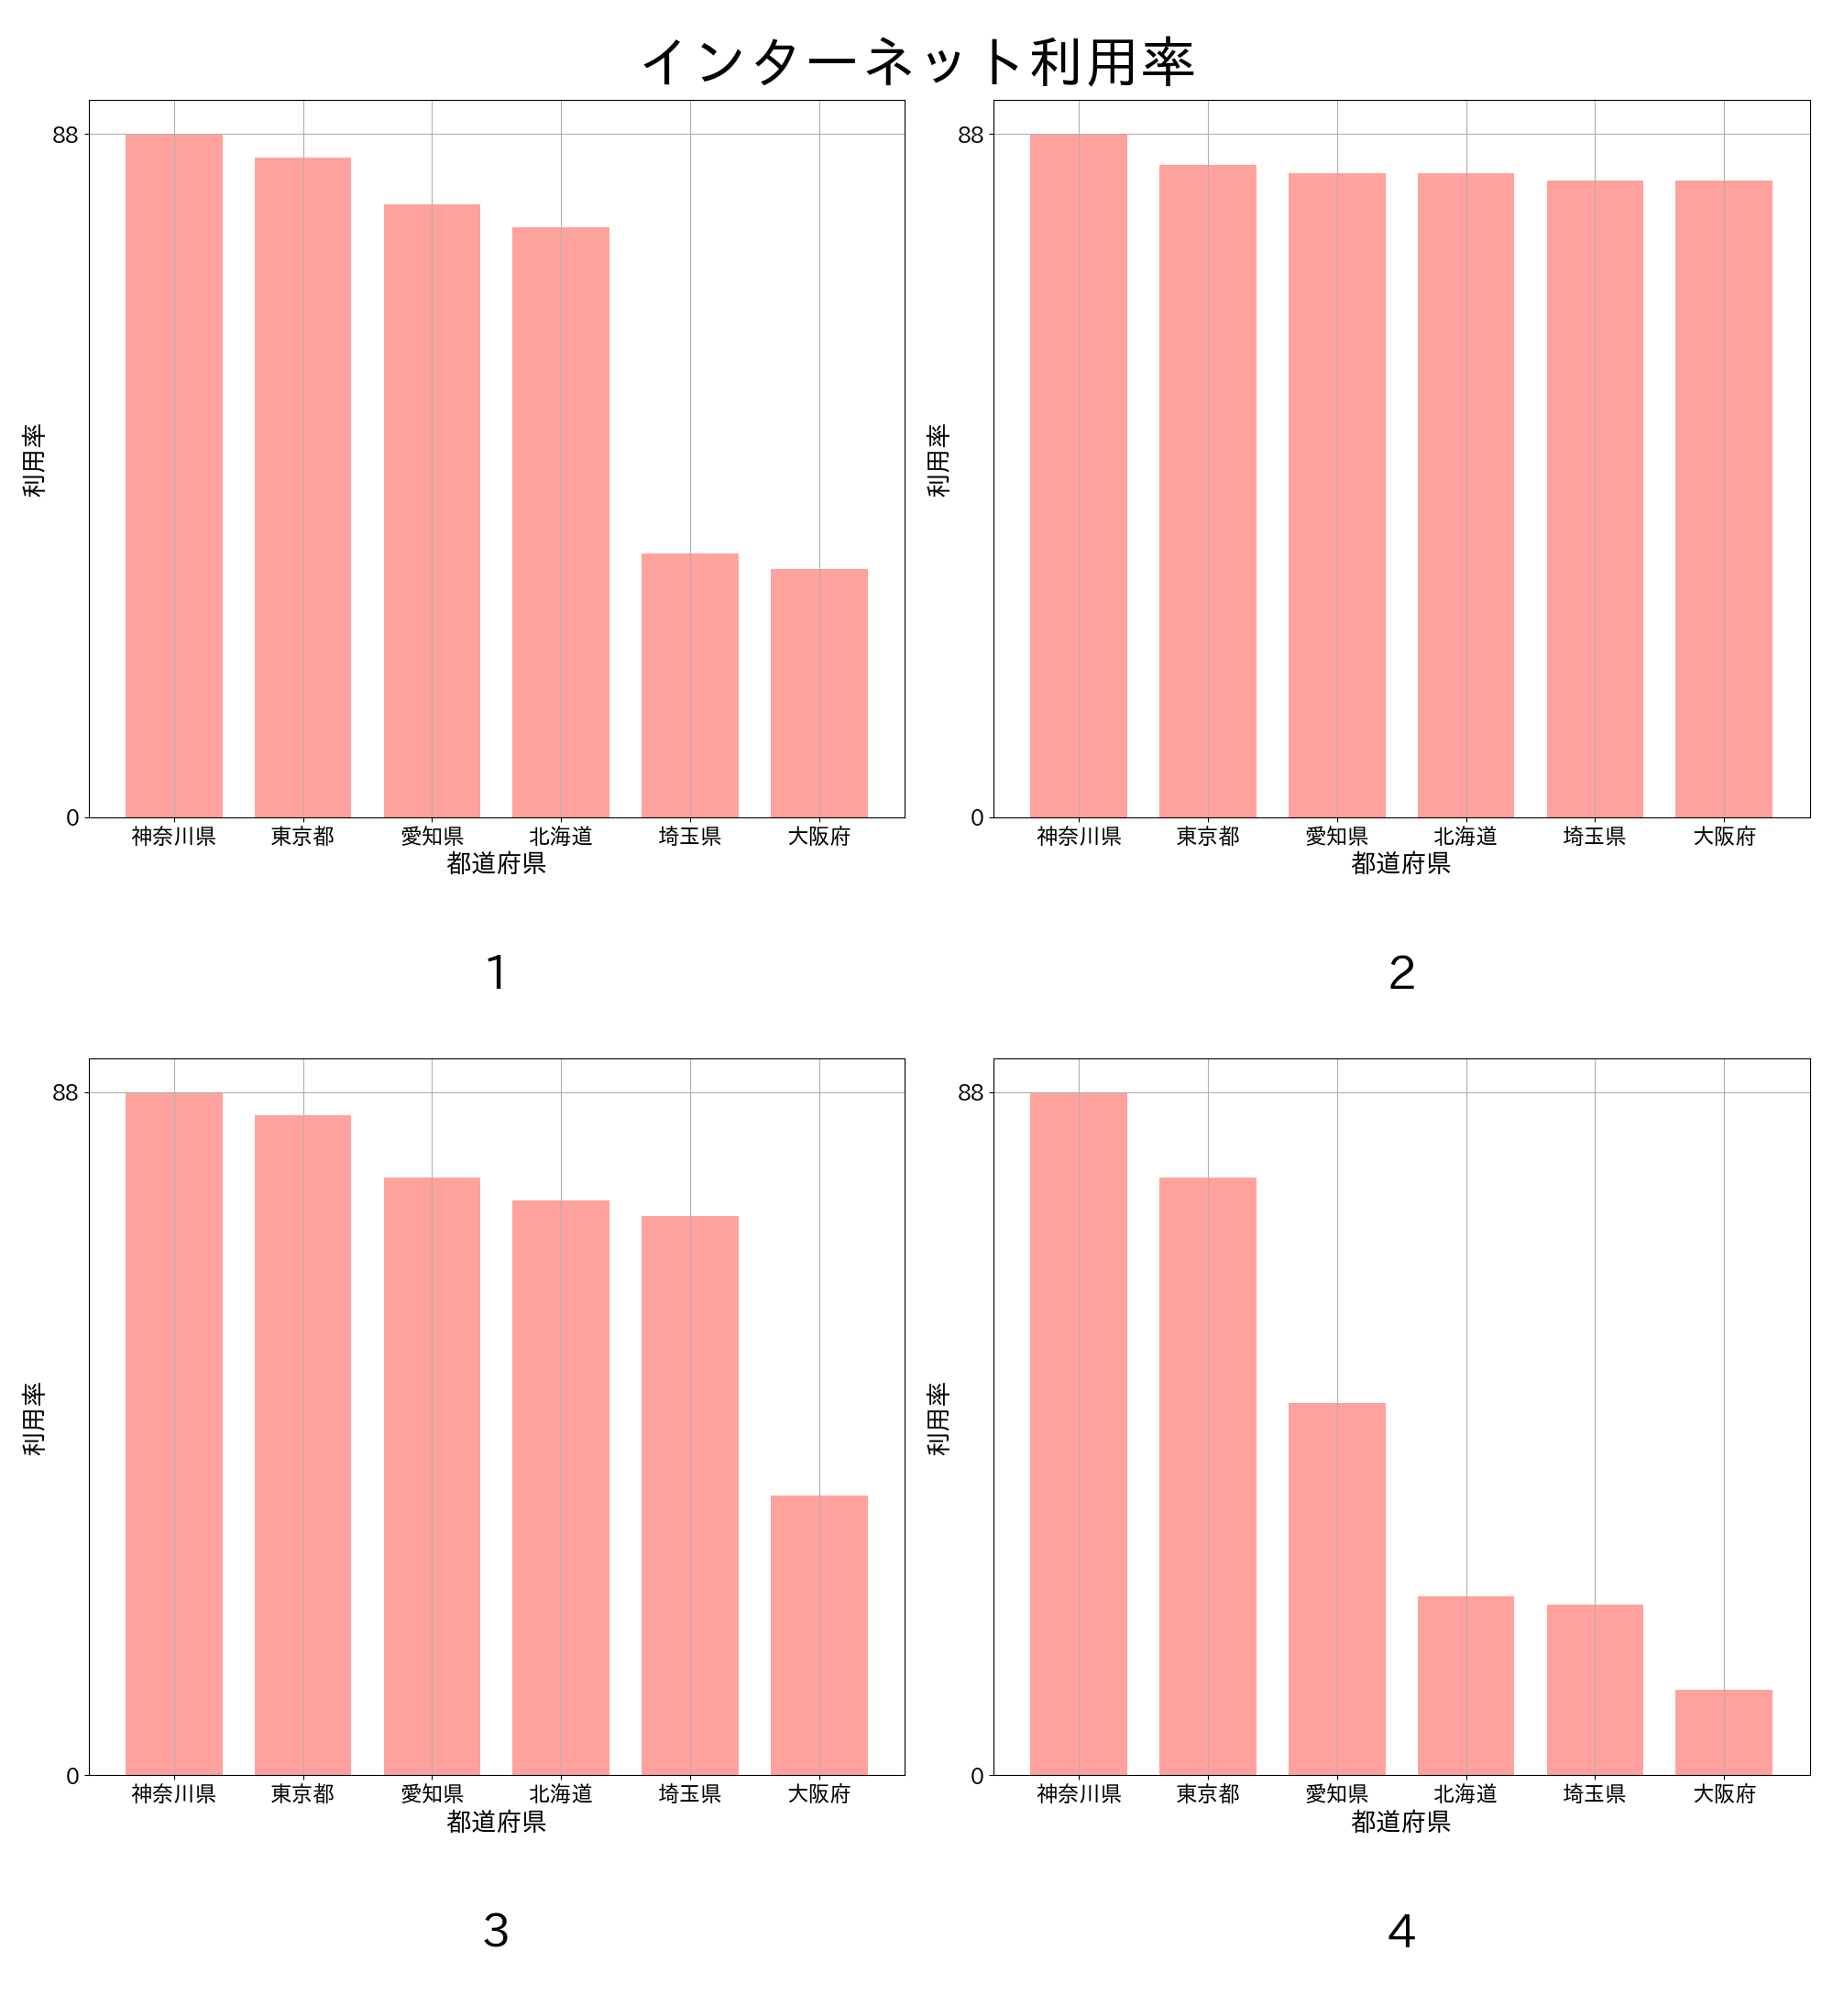 インターネット利用率
88
0
利用率
神奈川県 東京都 愛知県 北海道 埼玉県 大阪府
都道府県
1
88
0
利用率
神奈川県 東京都 愛知県 北海道 埼玉県 大阪府
都道府県
2
88
0
利用率
神奈川県 東京都 愛知県 北海道 埼玉県 大阪府
都道府県
3
88
0
利用率
神奈川県 東京都 愛知県 北海道 埼玉県 大阪府
都道府県
4